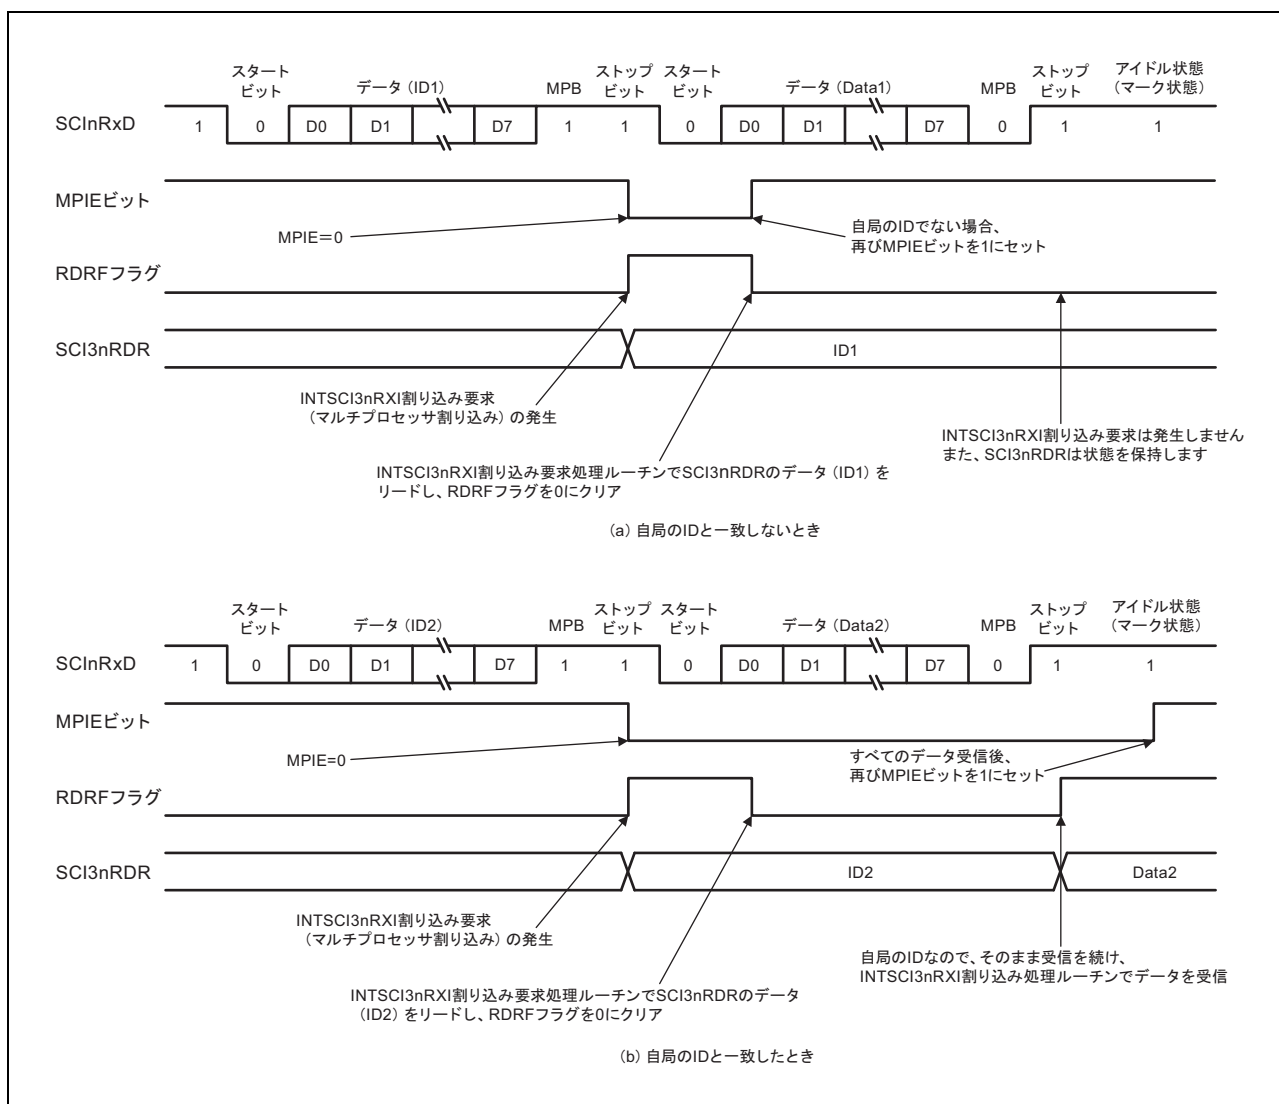 スタート
ビット
データ（ID1）
MPB
ストップ
ビット
スタート
ビット
データ（Data1）
MPB
ストップ
ビット
アイドル状態
（マーク状態）
SCInRxD 1 0 D0 D1 D7 1 1 0 D0 D1 D7 0 1 1
MPIEビット
MPIE＝0
自局のIDでない場合、
再びMPIEビットを1にセット
RDRFフラグ
SCI3nRDR
ID1
INTSCI3nRXI割り込み要求
（マルチプロセッサ割り込み）の発生
INTSCI3nRXI割り込み要求は発生しません
また、SCI3nRDRは状態を保持します
INTSCI3nRXI割り込み要求処理ルーチンでSCI3nRDRのデータ（ID1）を
リードし、RDRFフラグを0にクリア
(a) 自局のIDと一致しないとき
スタート
ビット
データ（ID2）
MPB
ストップ
ビット
スタート
ビット
データ（Data2）
MPB
ストップ
ビット
アイドル状態
（マーク状態）
SCInRxD 1 0 D0 D1 D7 1 1 0 D0 D1 D7 0 1 1
MPIEビット
MPIE=0
すべてのデータ受信後、
再びMPIEビットを1にセット
RDRFフラグ
SCI3nRDR
ID2
Data2
INTSCI3nRXI割り込み要求
（マルチプロセッサ割り込み）の発生
自局のIDなので、そのまま受信を続け、
INTSCI3nRXI割り込み処理ルーチンでデータを受信
INTSCI3nRXI割り込み要求処理ルーチンでSCI3nRDRのデータ
（ID2）をリードし、RDRFフラグを0にクリア
(b) 自局のIDと一致したとき